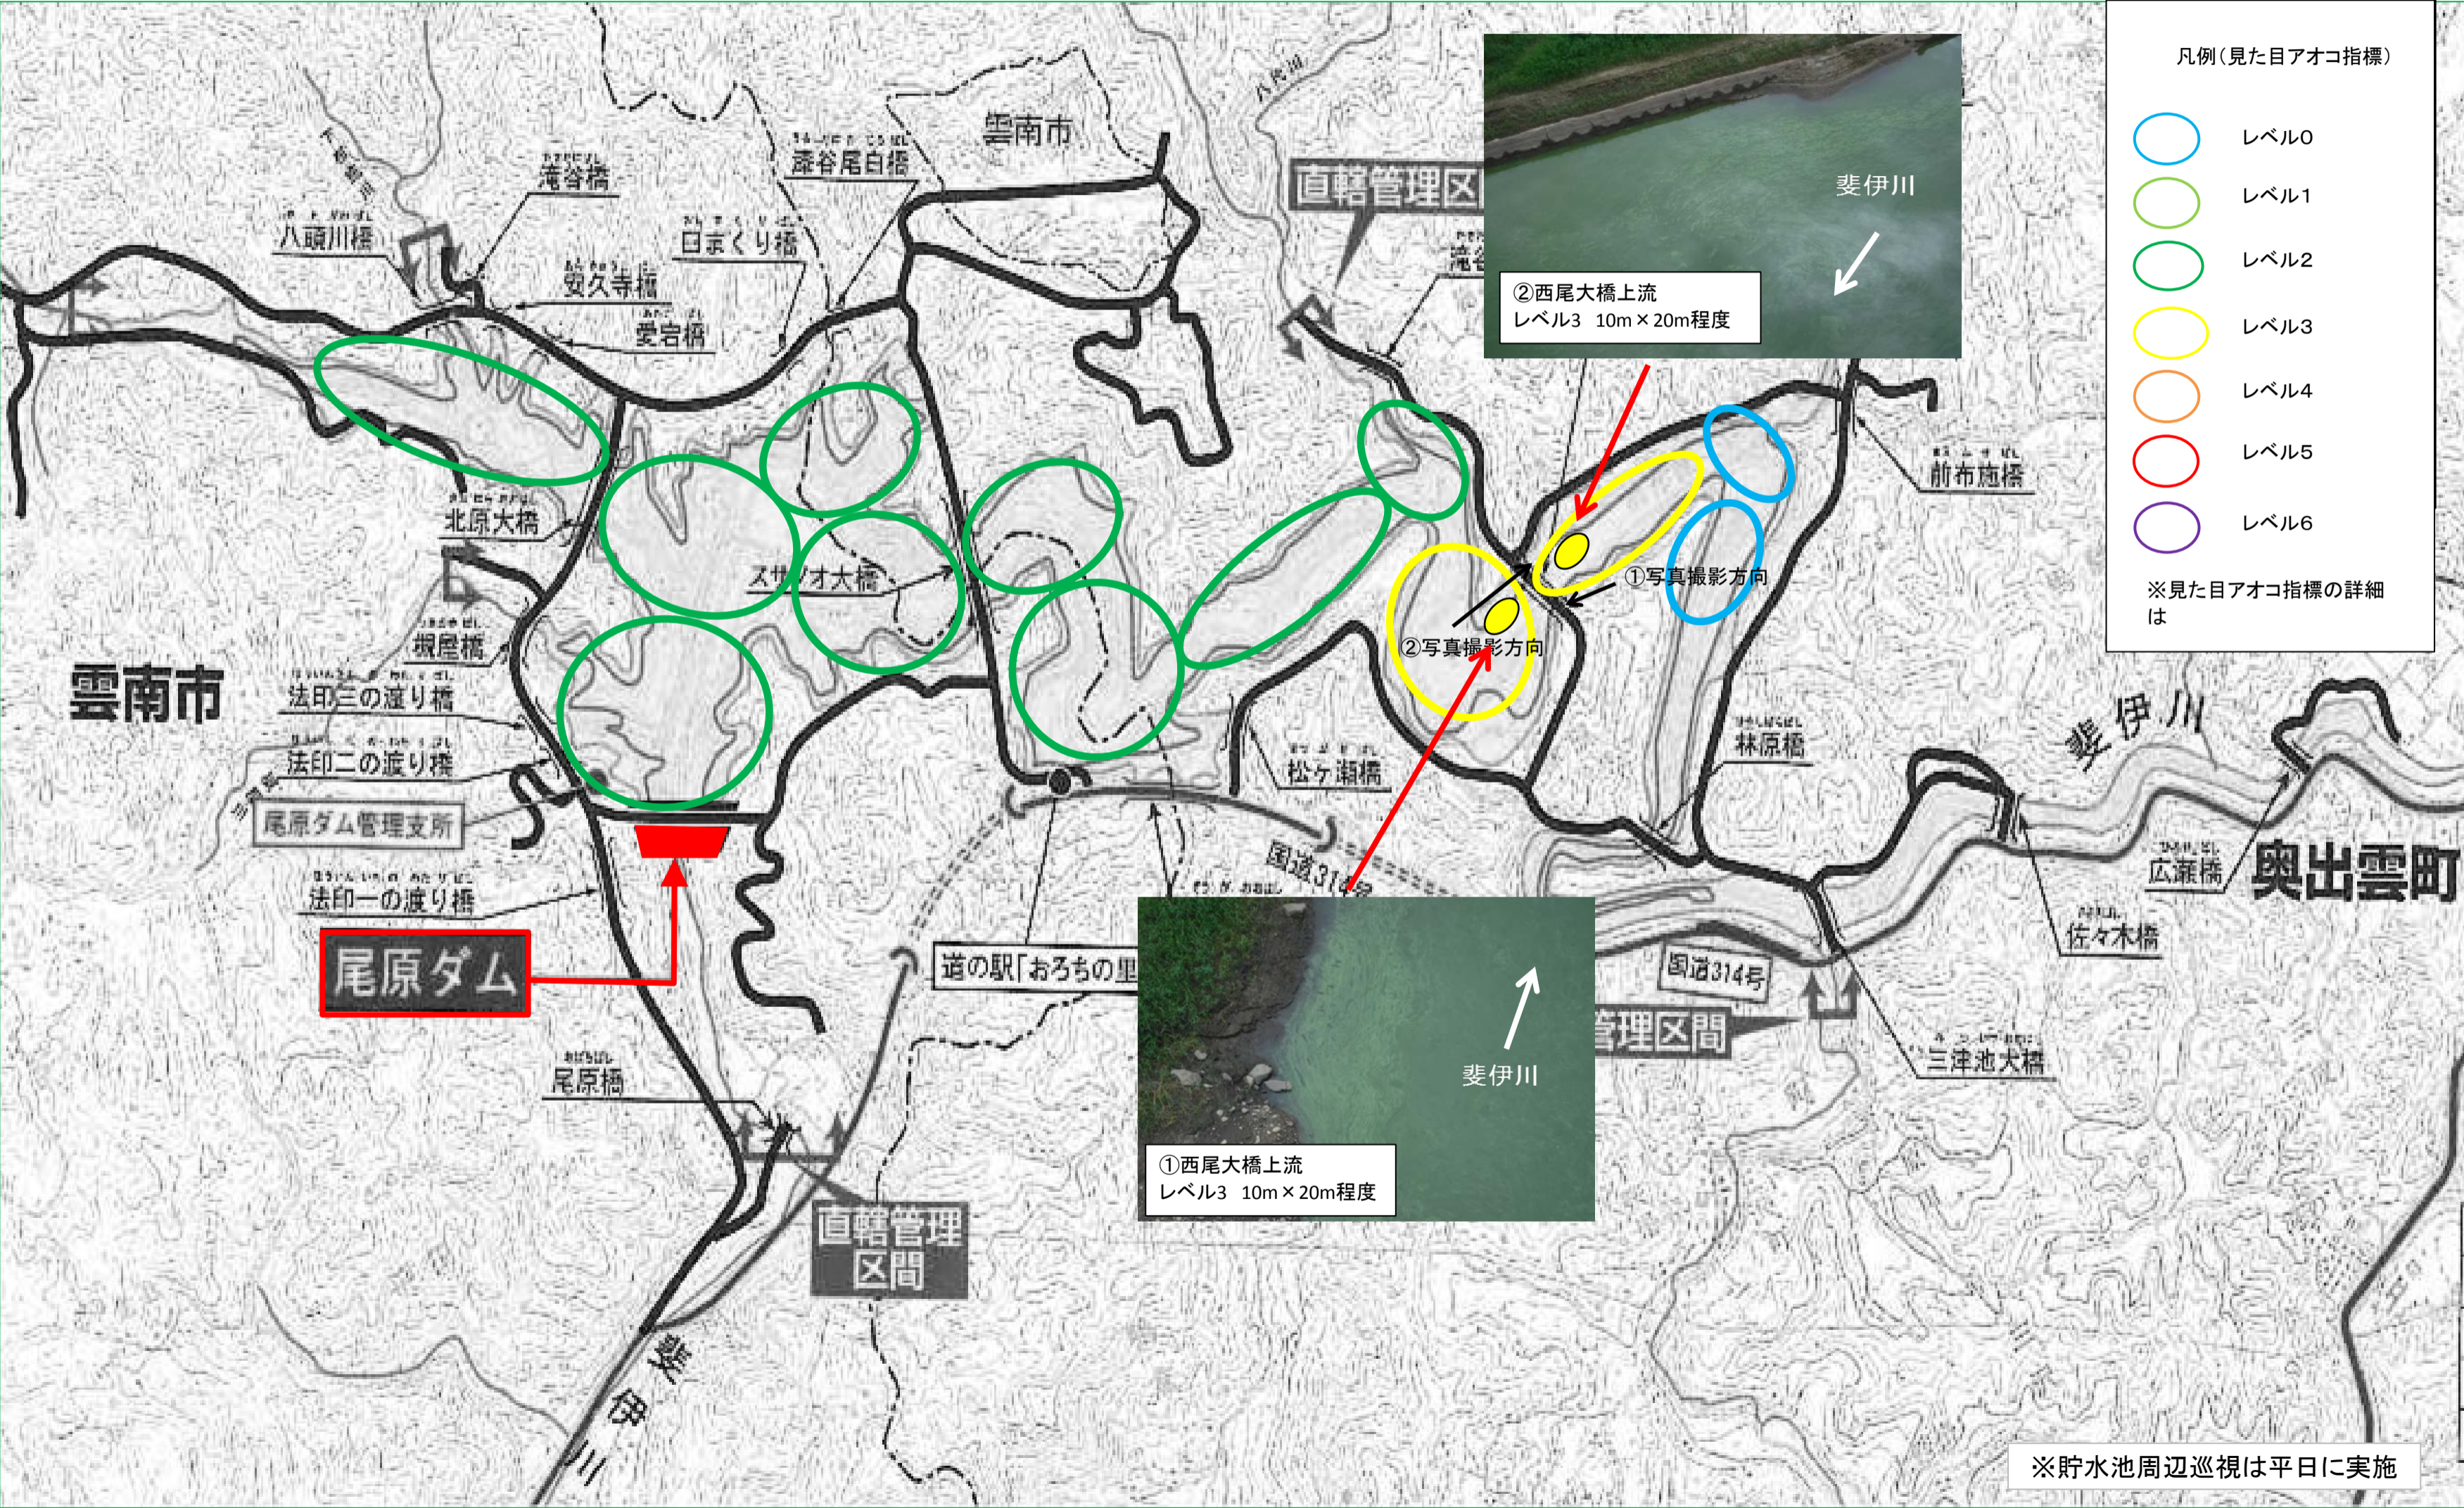 凡例(見た目アオコ指標)
レベル0
レベル1
レベル2
レベル3
レベル4
レベル5
レベル6
※見た目アオコ指標の詳細
は
雲南市
直轄管理区
斐伊川
②西尾大橋上流
レベル3 10m×20m程度
滝谷橋
八頭川橋
安久寺橋
愛宕橋
日まくり橋
尾白橋
北原大橋
スサノオ大橋
槻屋橋
雲南市
法印三の渡り橋
法印二の渡り橋
尾原ダム管理支所
法印一の渡り橋
尾原ダム
尾原橋
直轄管理
区間
斐伊川
①写真撮影方向
②写真撮影方向
前布施橋
林原橋
松ヶ瀬橋
国道314号
道の駅「おろちの里
斐伊川
①西尾大橋上流
レベル3 10m×20m程度
管理区間
国道314号
三津池大橋
佐々木橋
広瀬橋
斐伊川
奥出雲町
※貯水池周辺巡視は平日に実施